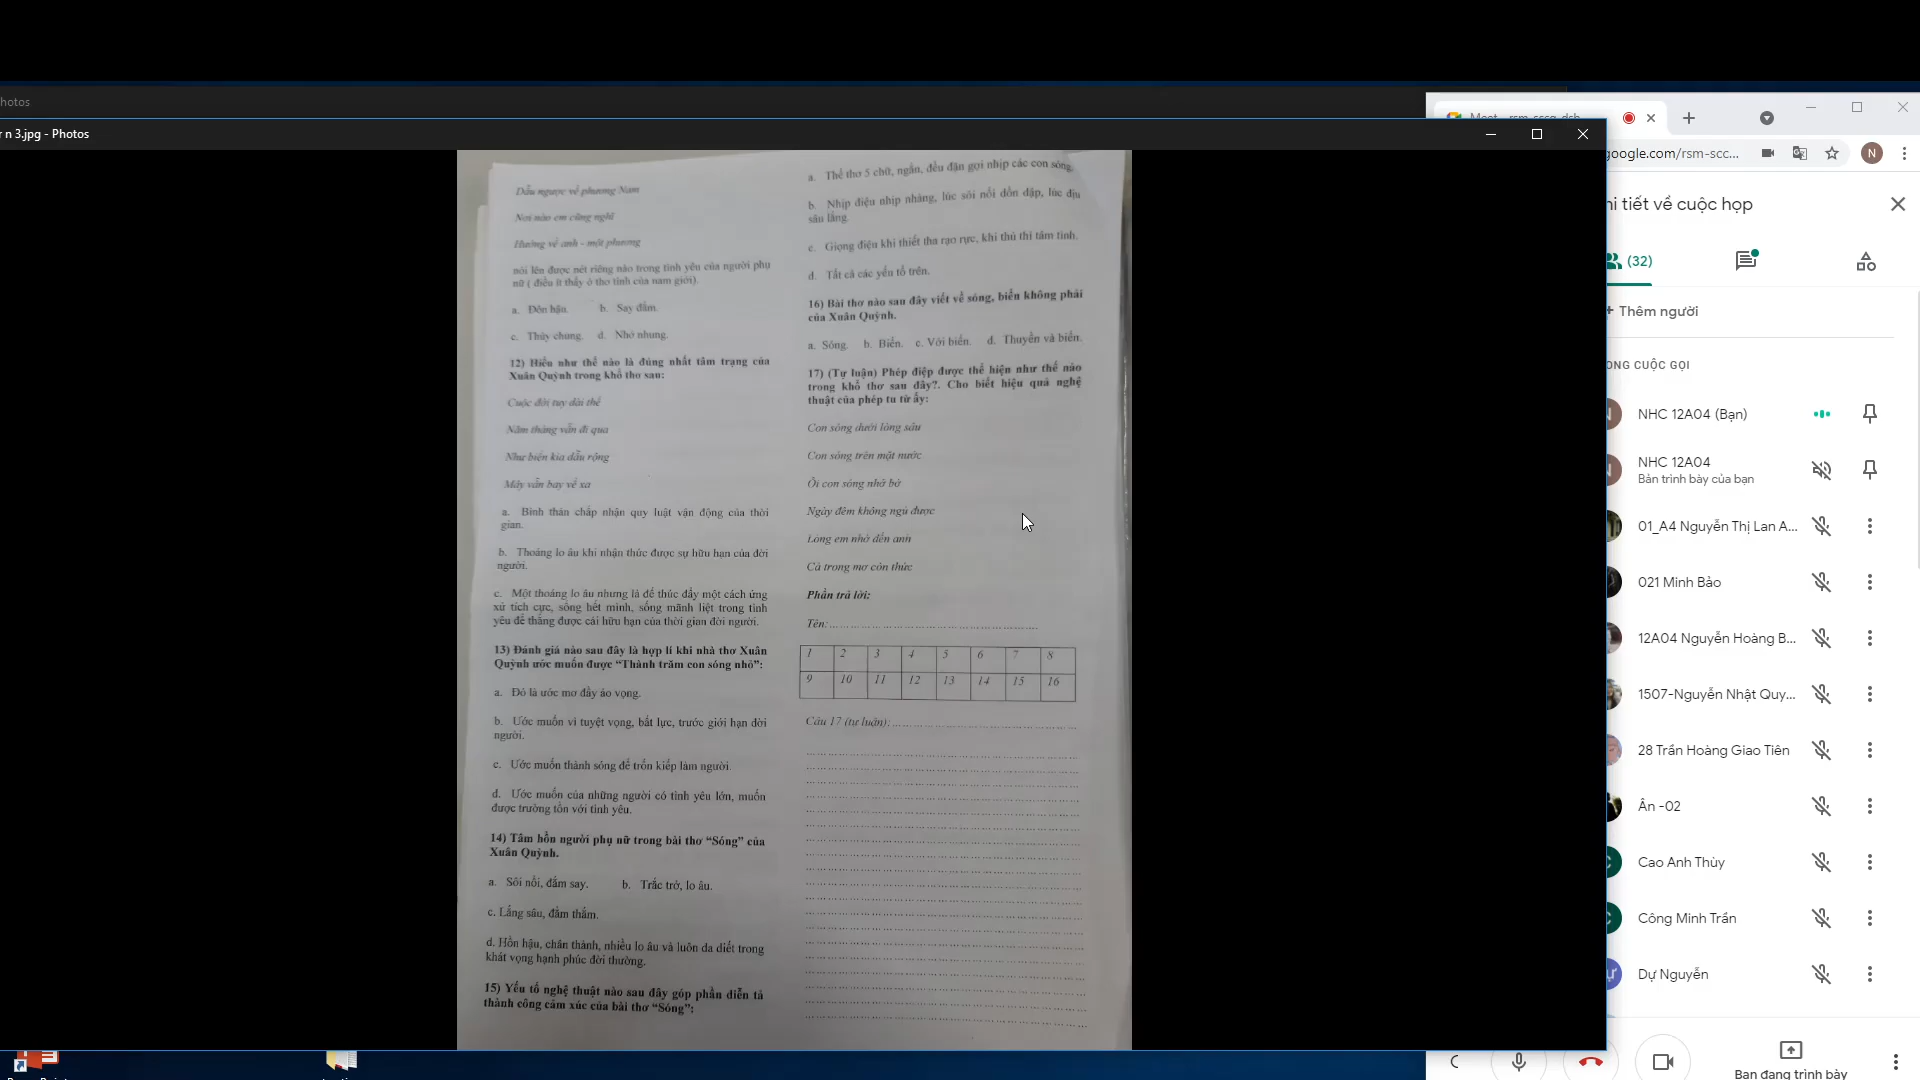 hotos
r n 3.jpg - Photos
Dẫu ngược về phương Nam
Nơi nào em cũng nghĩ
Hướng về anh - một phương
nói lên được nét riêng nào trong tình yêu của người phụ
nữ ( điều ít thấy ở thơ tình của nam giới).
a. Đôn hậu. b. Say đắm.
c. Thủy chung. d. Nhớ nhung.
12) Hiểu như thế nào là đúng nhất tâm trạng của
Xuân Quỳnh trong khổ thơ sau:
Cuộc đời tuy dài thế
Năm tháng vẫn đi qua
Như biển kia dẫu rộng
Mây vẫn bay về xa
a. Bình thản chấp nhận quy luật vận động của thời
gian.
b. Thoáng lo âu khi nhận thức được sự hữu hạn của đời
người.
c. Một thoáng lo âu nhưng là để thúc đẩy một cách ứng
xử tích cực, sống hết mình, sống mãnh liệt trong tình
yêu để thắng được cái hữu hạn của thời gian đời người.
13) Đánh giá nào sau đây là hợp lí khi nhà thơ Xuân
Quỳnh ước muốn được “Thành trăm con sóng nhỏ”:
a. Đó là ước mơ đầy ảo vọng.
b. Ước muốn vì tuyệt vọng, bất lực, trước giới hạn đời
người.
c. Ước muốn thành sóng để trốn kiếp làm người.
d. Ước muốn của những người có tình yêu lớn, muốn
được trường tồn với tình yêu.
14) Tâm hồn người phụ nữ trong bài thơ “Sóng” của
Xuân Quỳnh.
a. Sôi nổi, đắm say. b. Trắc trở, lo âu.
c. Lắng sâu, đằm thắm.
d. Hồn hậu, chân thành, nhiều lo âu và luôn da diết trong
khát vọng hạnh phúc đời thường.
15) Yếu tố nghệ thuật nào sau đây góp phần diễn tả
thành công cảm xúc của bài thơ “Sóng”:
a. Thể thơ 5 chữ, ngắn, đều đặn gợi nhịp các con sóng.
b. Nhịp điệu nhịp nhàng, lúc sôi nổi dồn dập, lúc dịu
sâu lắng.
c. Giọng điệu khi thiết tha rạo rực, khi thủ thỉ tâm tình.
d. Tất cả các yếu tố trên.
16) Bài thơ nào sau đây viết về sóng, biển không phải
của Xuân Quỳnh.
a. Sóng. b. Biển. c. Với biển. d. Thuyền và biển.
17) (Tự luận) Phép điệp được thể hiện như thế nào
trong khổ thơ sau đây?. Cho biết hiệu quả nghệ
thuật của phép tu từ ấy:
Con sóng dưới lòng sâu
Con sóng trên mặt nước
Ôi con sóng nhớ bờ
Ngày đêm không ngủ được
Lòng em nhớ đến anh
Cả trong mơ còn thức
Phần trả lời:
Tên:
1 2 3 4 5 6 7 8
9 10 11 12 13 14 15 16
Câu 17 (tự luận):
google.com/rsm-scc...
N
hi tiết về cuộc họp
(32)
Thêm người
ONG CUỘC GỌI
NHC 12A04 (Bạn)
NHC 12A04
Bản trình bày của bạn
01_A4 Nguyễn Thị Lan A...
021 Minh Bảo
12A04 Nguyễn Hoàng B...
1507-Nguyễn Nhật Quy...
28 Trần Hoàng Giao Tiên
Ân -02
Cao Anh Thùy
Công Minh Trần
Dự Nguyễn
Bạn đang trình bày